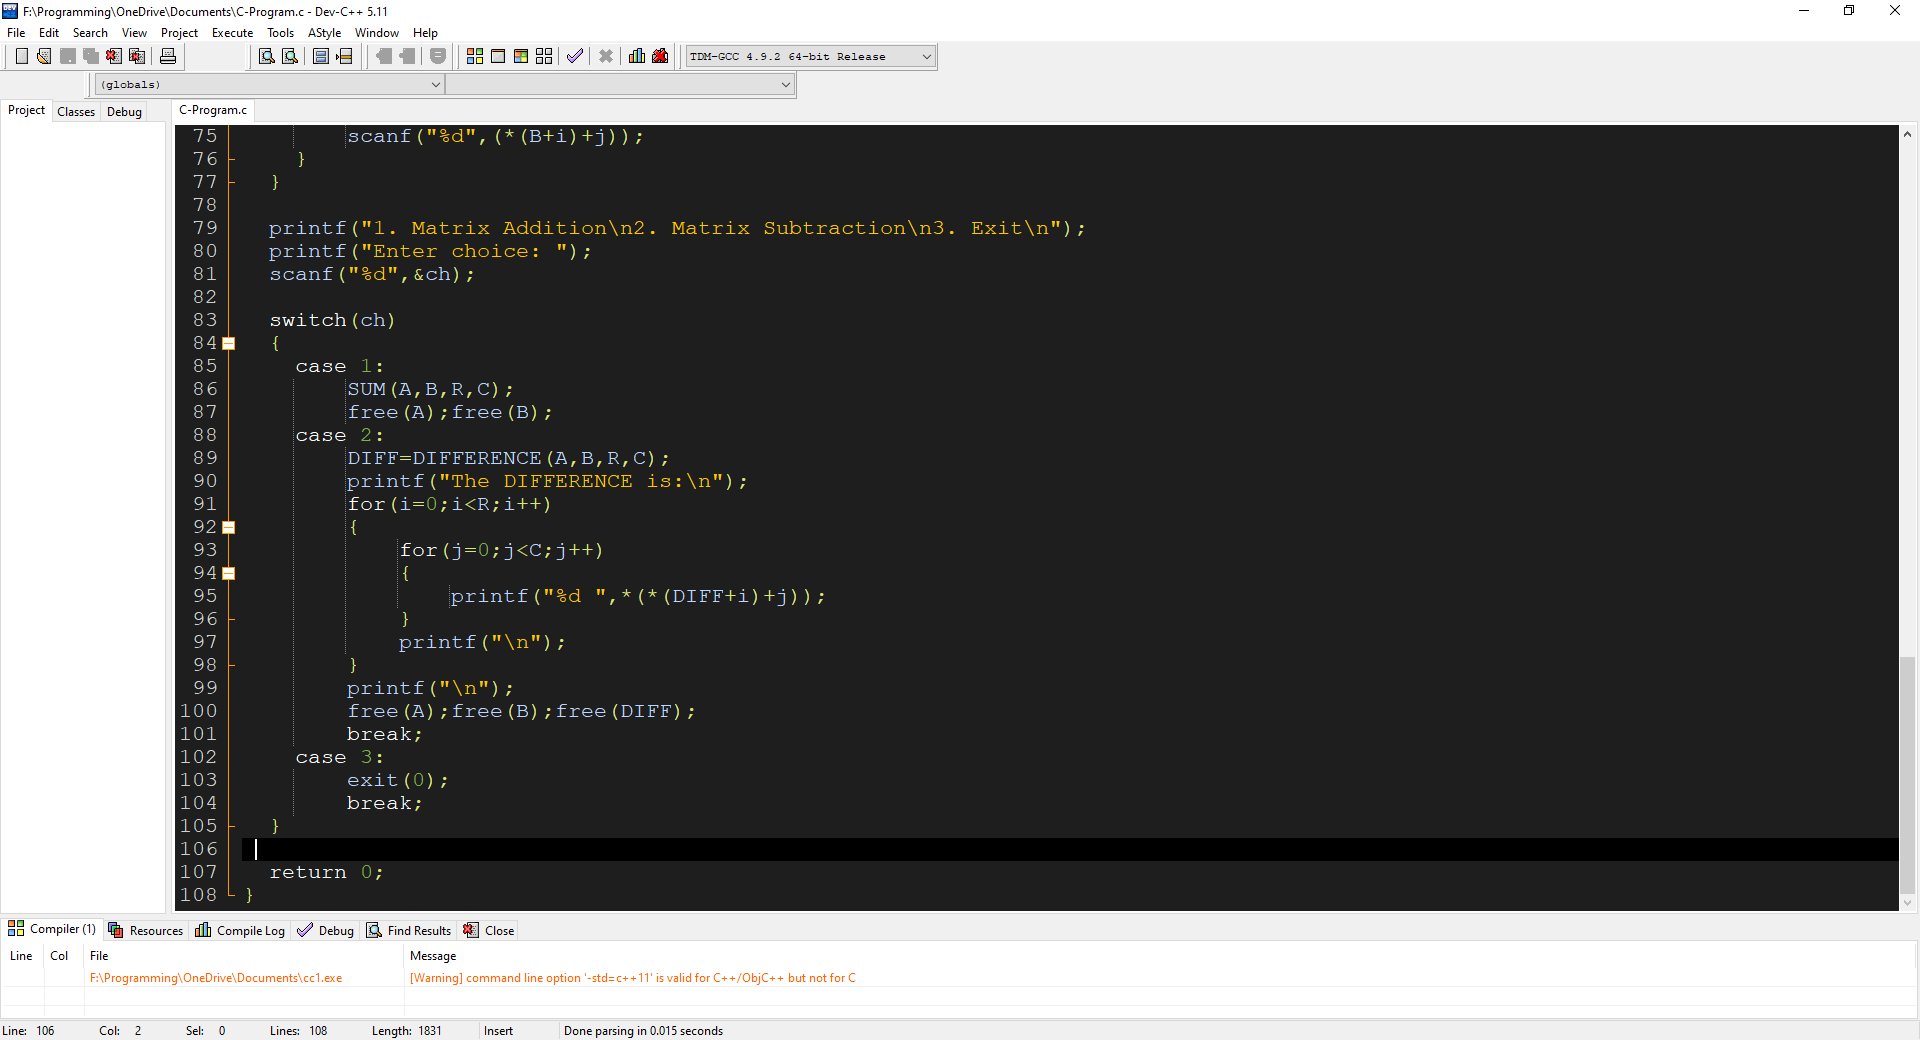 F:\Programming\OneDrive\Documents\C-Program.c - Dev-C++ 5.11
File Edit Search View Project Execute Tools AStyle Window Help
TDM-GCC 4.9.2 64-bit Release
(globals)
Project Classes Debug C-Program.c
75 scanf("%d",(*(B+i)+j));
76 }
77 }
78
79 printf("1. Matrix Addition\n2. Matrix Subtraction\n3. Exit\n");
80 printf("Enter choice: ");
81 scanf("%d",&ch);
82
83 switch(ch)
84 {
85 case 1:
86 SUM(A,B,R,C);
87 free(A);free(B);
88 case 2:
89 DIFF=DIFFERENCE(A,B,R,C);
90 printf("The DIFFERENCE is:\n");
91 for(i=0;i<R;i++)
92 {
93 for(j=0;j<C;j++)
94 {
95 printf("%d ",*(*(DIFF+i)+j));
96 }
97 printf("\n");
98 }
99 printf("\n");
100 free(A);free(B);free(DIFF);
101 break;
102 case 3:
103 exit(0);
104 break;
105 }
106
107 return 0;
108 }
Compiler (1) Resources Compile Log Debug Find Results Close
Line Col File Message
F:\Programming\OneDrive\Documents\cc1.exe [Warning] command line option '-std=c++11' is valid for C++/ObjC++ but not for C
Line: 106 Col: 2 Sel: 0 Lines: 108 Length: 1831 Insert Done parsing in 0.015 seconds